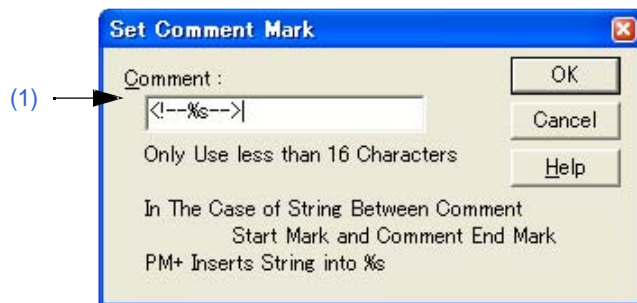 Set Comment Mark
(1)
Comment :
<!--%s-->
OK
Cancel
Help
Only Use less than 16 Characters
In The Case of String Between Comment
Start Mark and Comment End Mark
PM+ Inserts String into %s